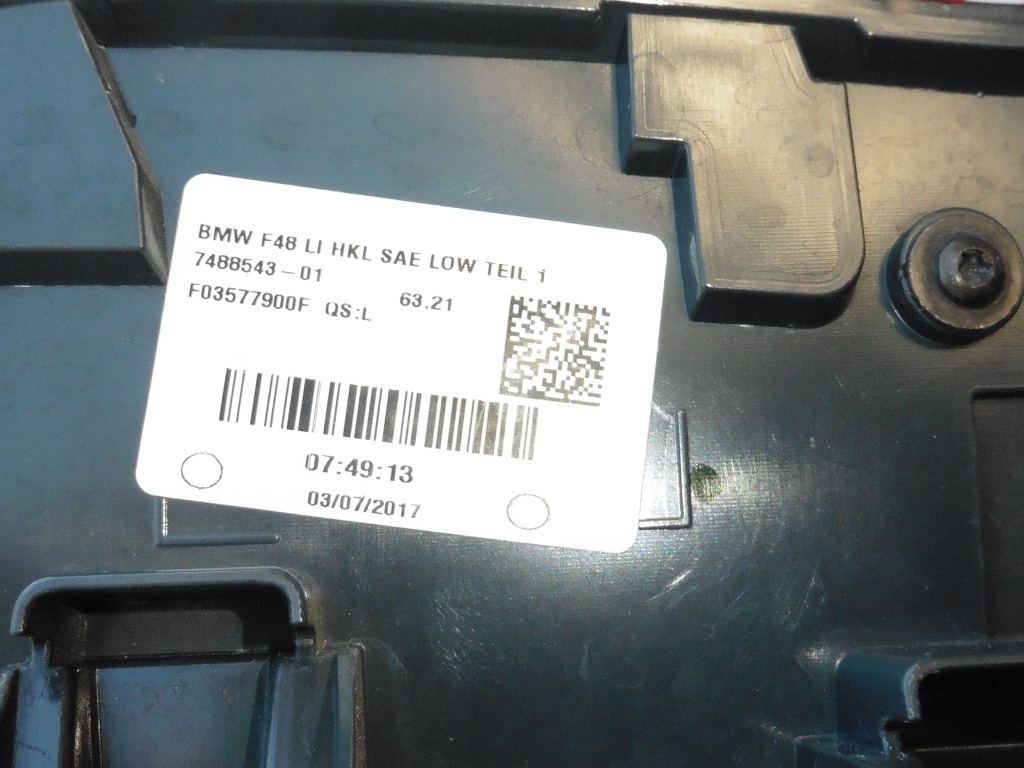 BMW F48 LI HKL SAE LOW TEIL 1
7488543-01
63.21
F03577900F QS:L
07:49:13
03/07/2017